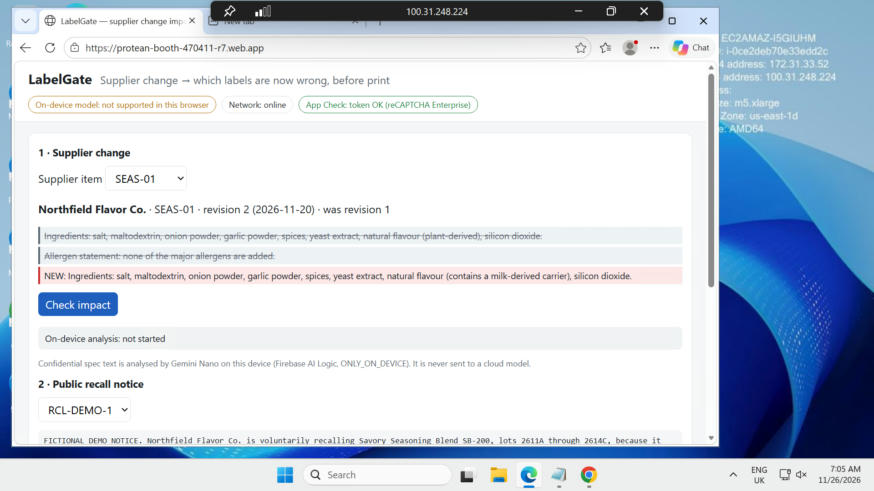 100.31.248.224
LabelGate — supplier change imp
New tab
https://protean-booth-470411-r7.web.app
Chat
EC2AMAZ-I5GIUHM
: i-0ce2deb70e33edd2c
address: 172.31.33.52
address: 100.31.248.224
ss:
ze: m5.xlarge
Zone: us-east-1d
e: AMD64
LabelGate Supplier change → which labels are now wrong, before print
On-device model: not supported in this browser
Network: online
App Check: token OK (reCAPTCHA Enterprise)
1 · Supplier change
Supplier item SEAS-01
Northfield Flavor Co. · SEAS-01 · revision 2 (2026-11-20) · was revision 1
Ingredients: salt, maltodextrin, onion powder, garlic powder, spices, yeast extract, natural flavour (plant-derived), silicon dioxide.
Allergen statement: none of the major allergens are added.
NEW: Ingredients: salt, maltodextrin, onion powder, garlic powder, spices, yeast extract, natural flavour (contains a milk-derived carrier), silicon dioxide.
Check impact
On-device analysis: not started
Confidential spec text is analysed by Gemini Nano on this device (Firebase AI Logic, ONLY_ON_DEVICE). It is never sent to a cloud model.
2 · Public recall notice
RCL-DEMO-1
FICTIONAL DEMO NOTICE. Northfield Flavor Co. is voluntarily recalling Savory Seasoning Blend SB-200, lots 2611A through 2614C, because it
Search
ENG
UK
7:05 AM
11/26/2026